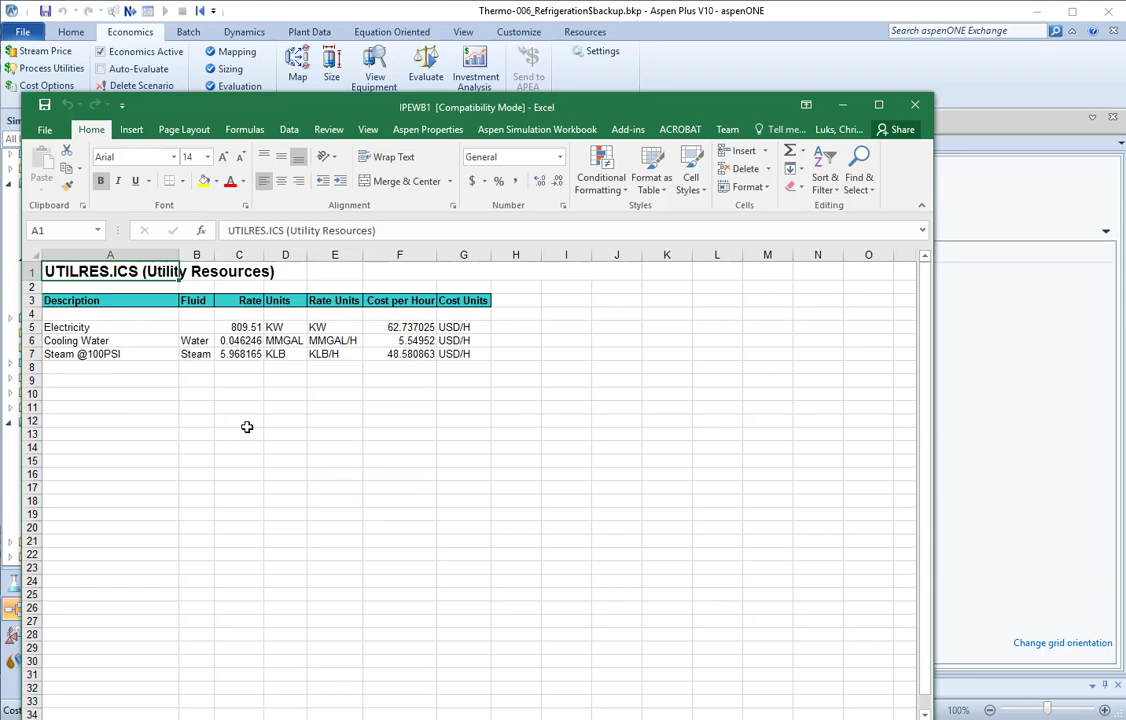 Thermo-006_Refrigeration$backup.bkp - Aspen Plus V10 - aspenONE
File Home Economics Batch Dynamics Plant Data Equation Oriented View Customize Resources Search aspenONE Exchange
Stream Price Economics Active Mapping Settings
Process Utilities Auto-Evaluate Sizing
Cost Options Delete Scenario Evaluation
Map Size View Equipment Evaluate Investment Analysis Send to APEA
IPEWB1 [Compatibility Mode] - Excel
File Home Insert Page Layout Formulas Data Review View Aspen Properties Aspen Simulation Workbook Add-ins ACROBAT Team Tell me... Luks, Chri... Share
Paste Arial 14 Wrap Text General Insert
B I U Merge & Center $ % , Conditional Formatting Format as Table Cell Styles Delete Format Sort & Filter Find & Select
Clipboard Font Alignment Number Styles Cells Editing
A1 fx UTILRES.ICS (Utility Resources)
A B C D E F G H I J K L M N O
1 UTILRES.ICS (Utility Resources)
2
3 Description Fluid Rate Units Rate Units Cost per Hour Cost Units
4
5 Electricity 809.51 KW KW 62.737025 USD/H
6 Cooling Water Water 0.046246 MMGAL MMGAL/H 5.54952 USD/H
7 Steam @100PSI Steam 5.968165 KLB KLB/H 48.580863 USD/H
8
9
10
11
12
13
14
15
16
17
18
19
20
21
22
23
24
25
26
27
28
29
30
31
32
33
34
Change grid orientation
100%